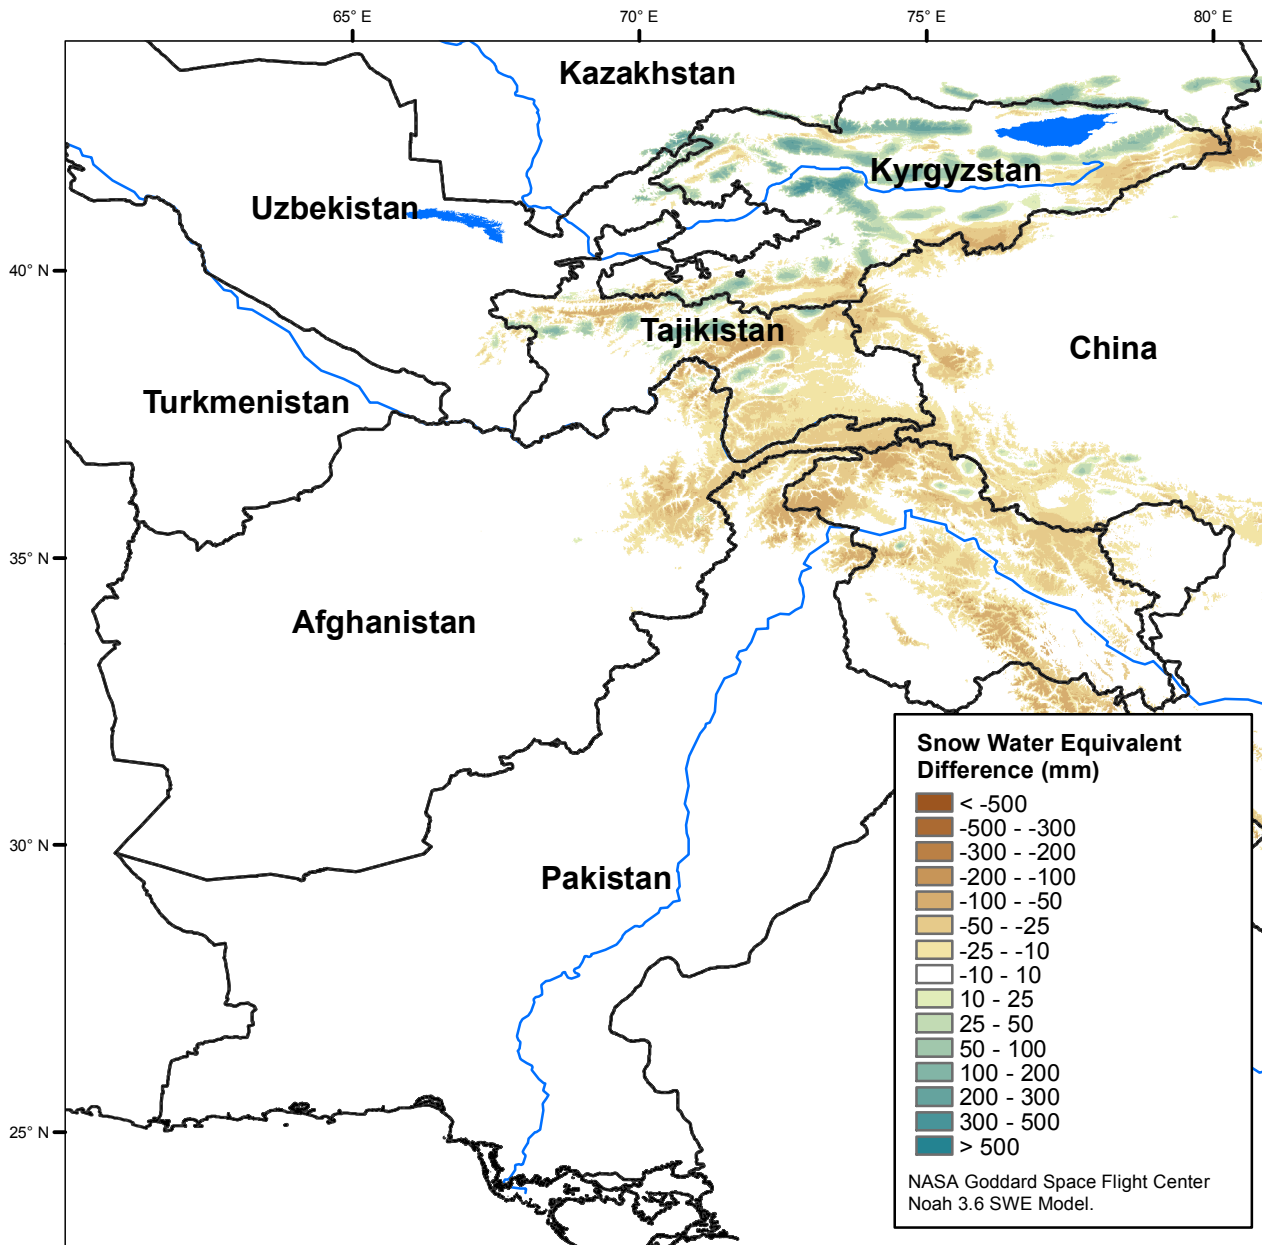 65° E
70° E
75° E
80° E
Kazakhstan
Kyrgyzstan
Uzbekistan
40° N
Tajikistan
China
Turkmenistan
35° N
Afghanistan
Snow Water Equivalent
Difference (mm)
< -500
-500 - -300
-300 - -200
-200 - -100
-100 - -50
-50 - -25
-25 - -10
-10 - 10
10 - 25
25 - 50
50 - 100
100 - 200
200 - 300
300 - 500
> 500
NASA Goddard Space Flight Center
Noah 3.6 SWE Model.
30° N
Pakistan
25° N